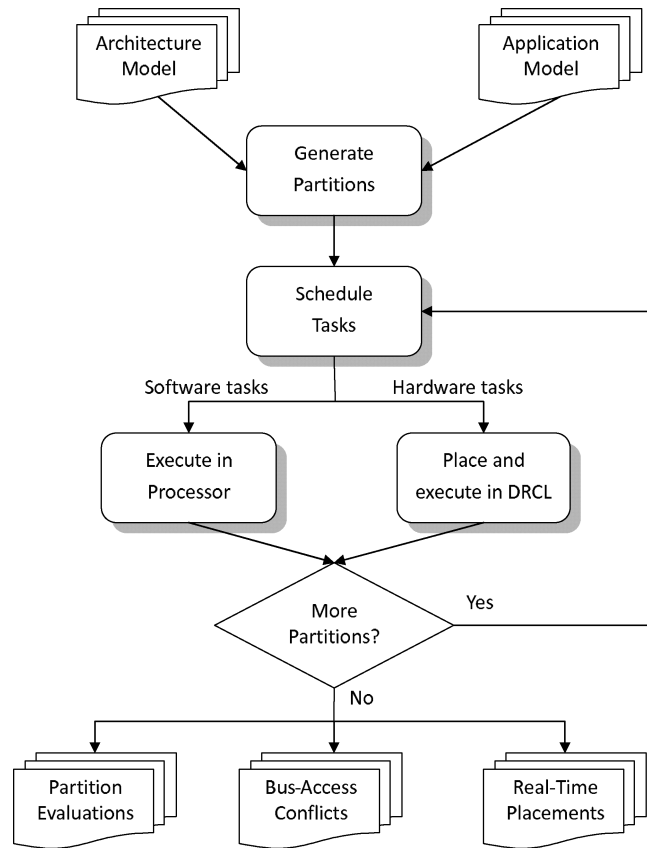 Architecture
Model
Application
Model
Generate
Partitions
Schedule
Tasks
Software tasks
Hardware tasks
Execute in
Processor
Place and
execute in DRCL
More
Partitions?
Yes
No
Partition
Evaluations
Bus-Access
Conflicts
Real-Time
Placements